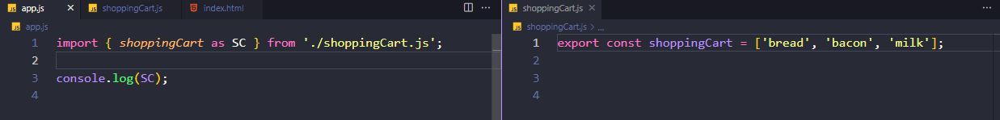 JS app.js × JS shoppingCart.js index.html ···
JS app.js
1 import { shoppingCart as SC } from './shoppingCart.js';
2
3 console.log(SC);
4
JS shoppingCart.js × ···
JS shoppingCart.js > ...
1 export const shoppingCart = ['bread', 'bacon', 'milk'];
2
3
4